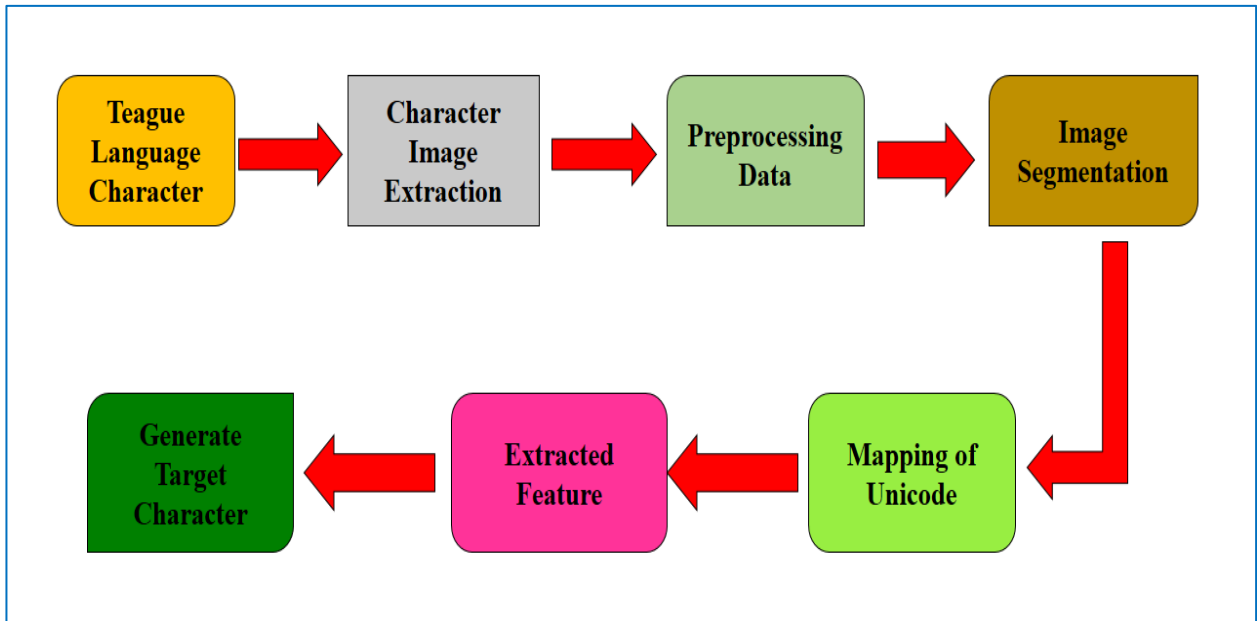 Teague
Language
Character
Character
Image
Extraction
Preprocessing
Data
Image
Segmentation
Mapping of
Unicode
Extracted
Feature
Generate
Target
Character